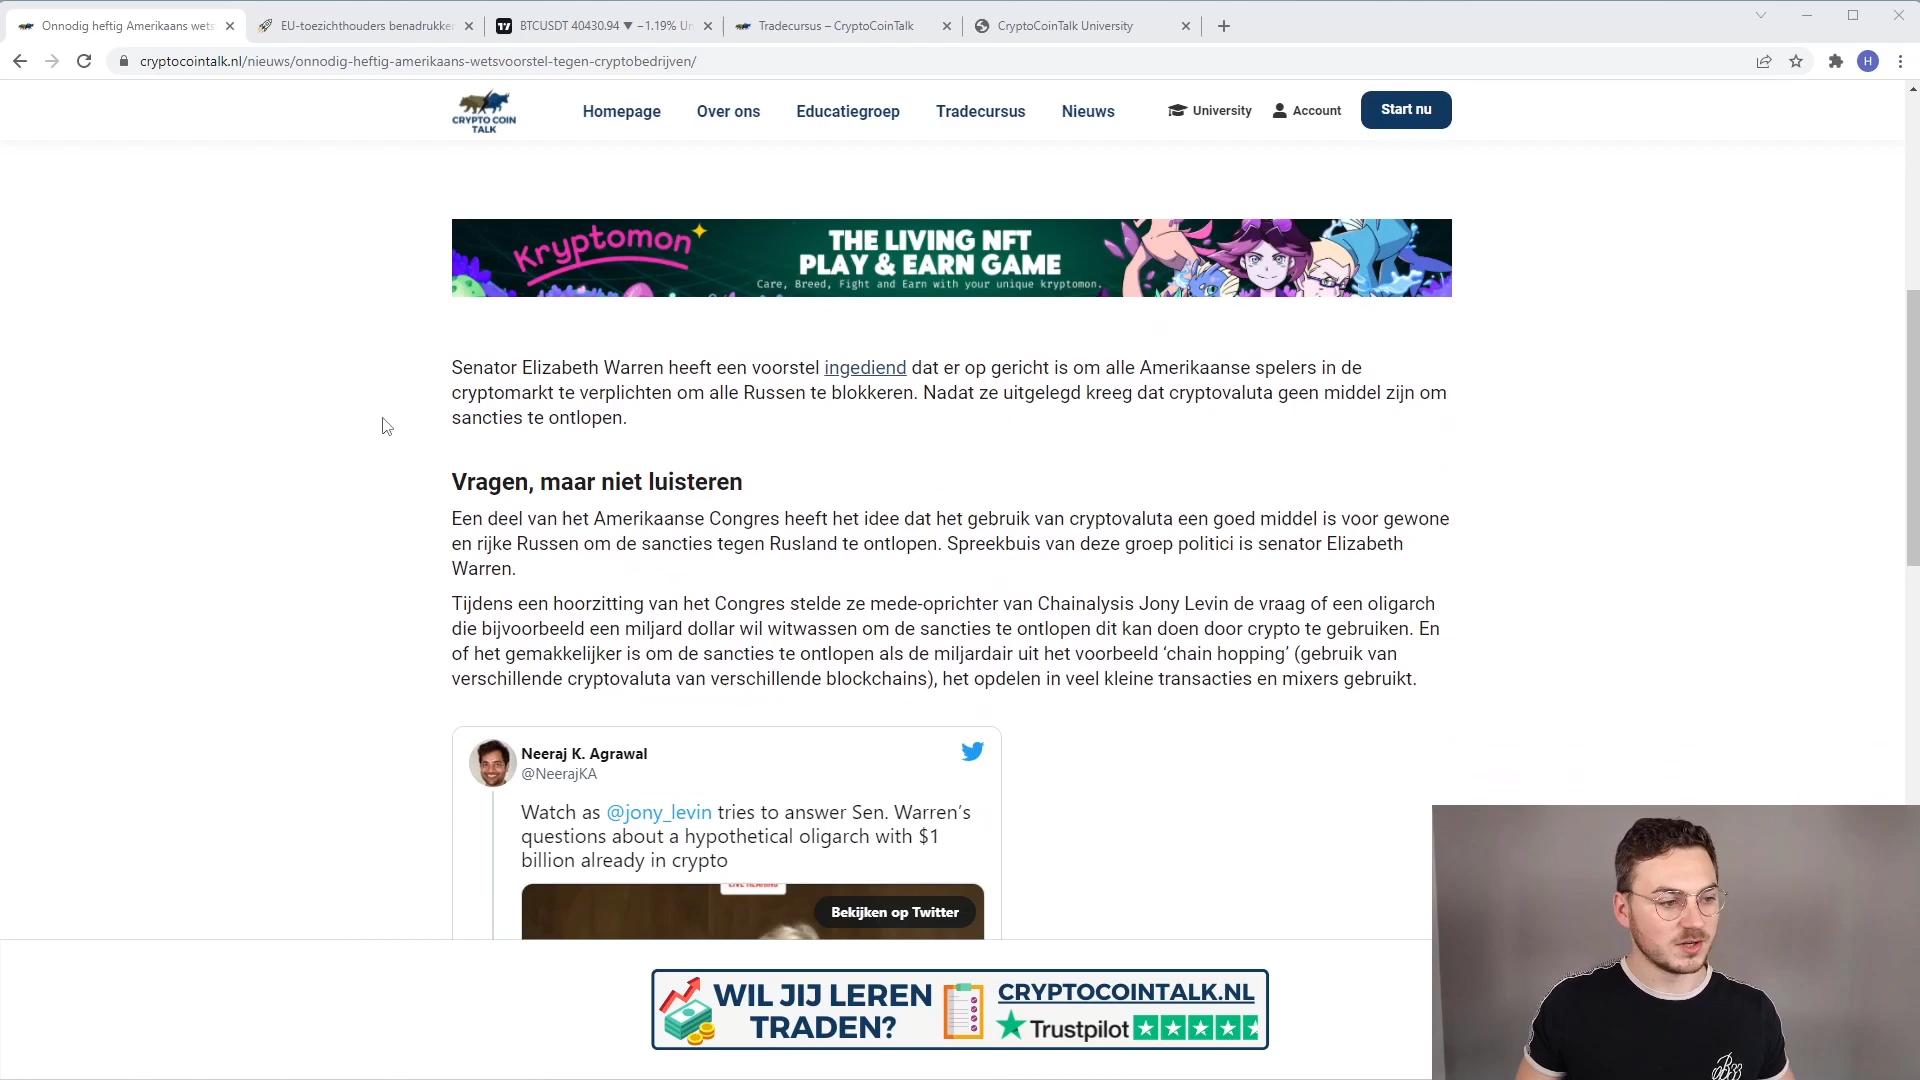 Onnodig heftig Amerikaans wets
EU-toezichthouders benadrukken
BTCUSDT 40430.94 ▼ −1.19% Un
Tradecursus – CryptoCoinTalk
CryptoCoinTalk University
cryptocointalk.nl/nieuws/onnodig-heftig-amerikaans-wetsvoorstel-tegen-cryptobedrijven/
H
CRYPTO COIN
TALK
Homepage
Over ons
Educatiegroep
Tradecursus
Nieuws
University
Account
Start nu
Kryptomon
THE LIVING NFT
PLAY & EARN GAME
Care, Breed, Fight and Earn with your unique kryptomon.
Senator Elizabeth Warren heeft een voorstel ingediend dat er op gericht is om alle Amerikaanse spelers in de
cryptomarkt te verplichten om alle Russen te blokkeren. Nadat ze uitgelegd kreeg dat cryptovaluta geen middel zijn om
sancties te ontlopen.
Vragen, maar niet luisteren
Een deel van het Amerikaanse Congres heeft het idee dat het gebruik van cryptovaluta een goed middel is voor gewone
en rijke Russen om de sancties tegen Rusland te ontlopen. Spreekbuis van deze groep politici is senator Elizabeth
Warren.
Tijdens een hoorzitting van het Congres stelde ze mede-oprichter van Chainalysis Jony Levin de vraag of een oligarch
die bijvoorbeeld een miljard dollar wil witwassen om de sancties te ontlopen dit kan doen door crypto te gebruiken. En
of het gemakkelijker is om de sancties te ontlopen als de miljardair uit het voorbeeld ‘chain hopping’ (gebruik van
verschillende cryptovaluta van verschillende blockchains), het opdelen in veel kleine transacties en mixers gebruikt.
Neeraj K. Agrawal
@NeerajKA
Watch as @jony_levin tries to answer Sen. Warren’s
questions about a hypothetical oligarch with $1
billion already in crypto
LIVE HEARING
Bekijken op Twitter
WIL JIJ LEREN
TRADEN?
CRYPTOCOINTALK.NL
Trustpilot